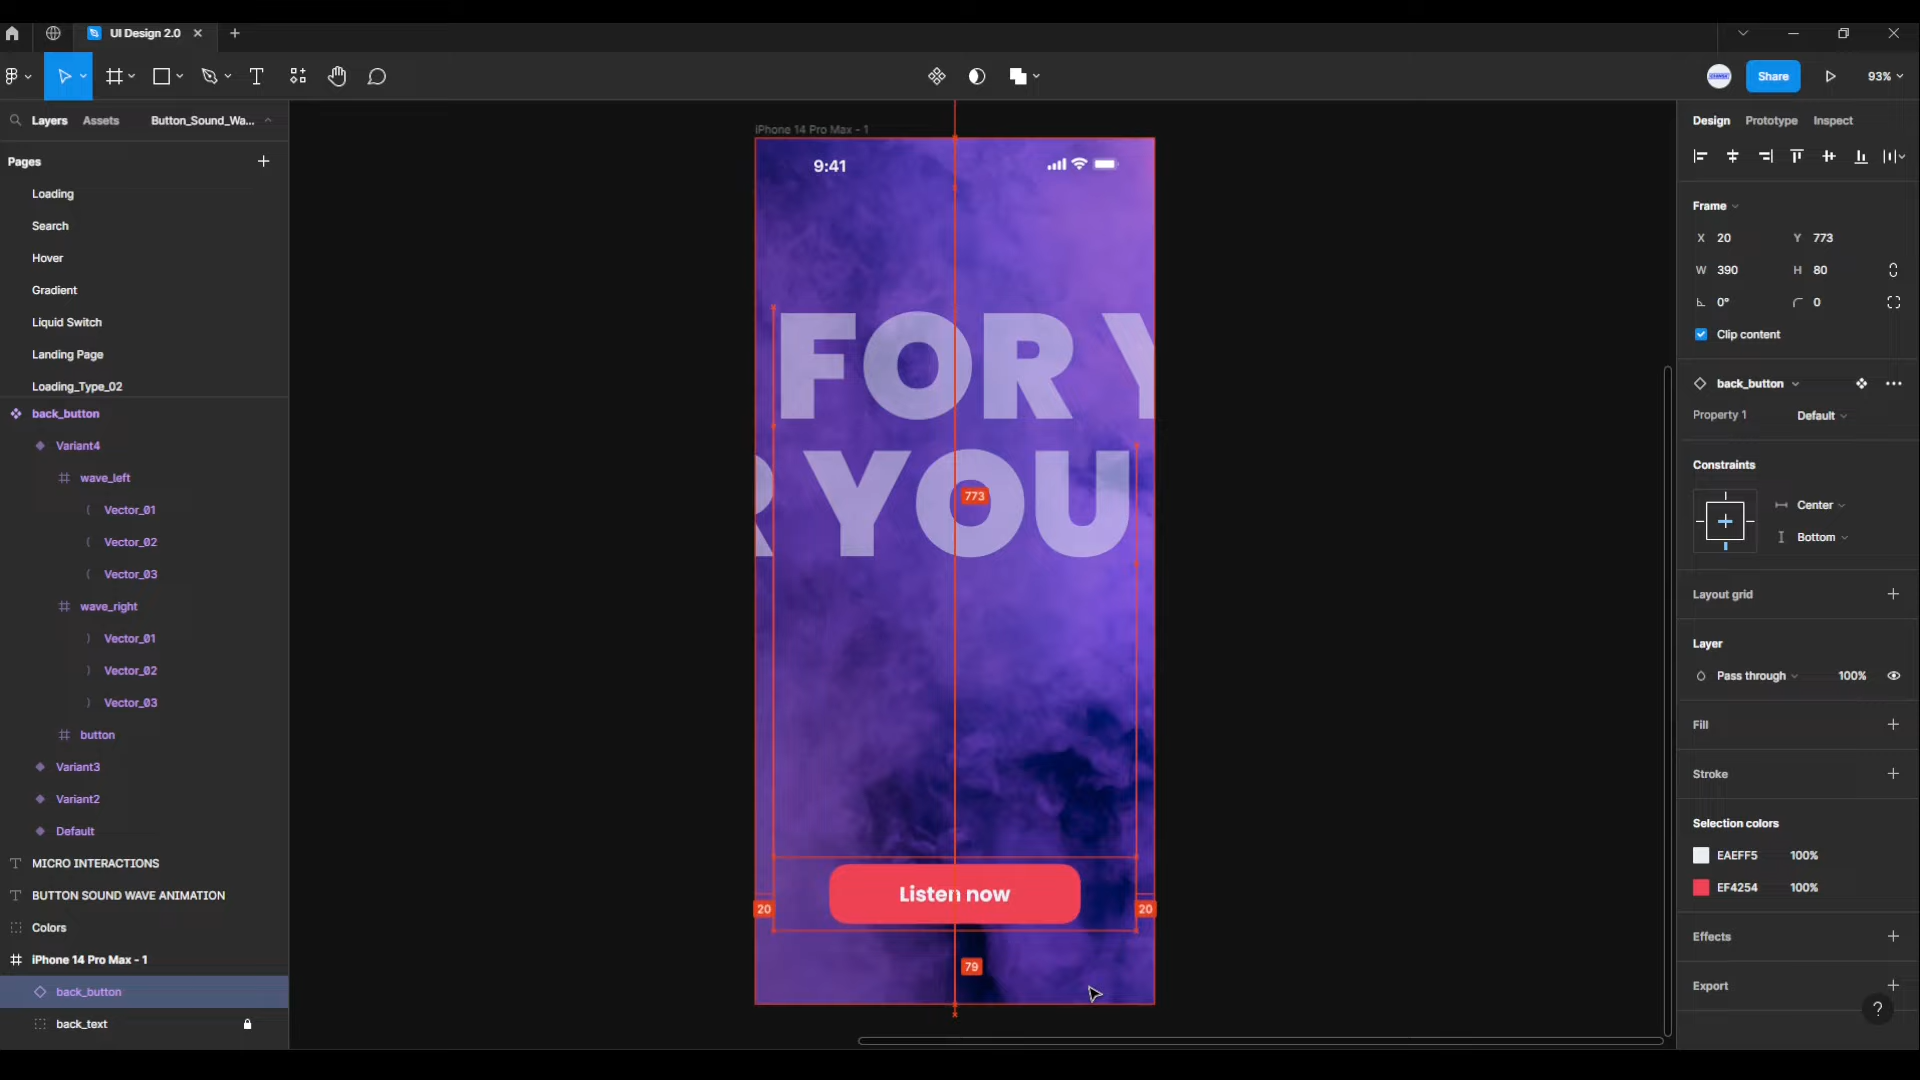 UI Design 2.0
Share
93%
Layers
Assets
Button_Sound_Wa...
Pages
Loading
Search
Hover
Gradient
Liquid Switch
Landing Page
Loading_Type_02
back_button
Variant4
wave_left
Vector_01
Vector_02
Vector_03
wave_right
Vector_01
Vector_02
Vector_03
button
Variant3
Variant2
Default
MICRO INTERACTIONS
BUTTON SOUND WAVE ANIMATION
Colors
iPhone 14 Pro Max - 1
back_button
back_text
iPhone 14 Pro Max - 1
9:41
FOR Y
R YOU
773
Listen now
20
20
79
Design
Prototype
Inspect
Frame
X 20
Y 773
W 390
H 80
0°
0
Clip content
back_button
Property 1
Default
Constraints
Center
Bottom
Layout grid
Layer
Pass through
100%
Fill
Stroke
Selection colors
EAEFF5 100%
EF4254 100%
Effects
Export
?